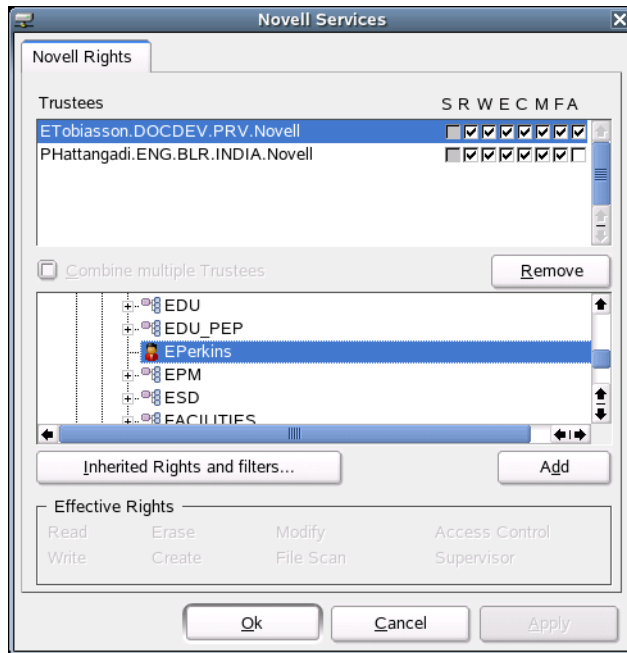 Novell Services
Novell Rights
Trustees S R W E C M F A
ETobiasson.DOCDEV.PRV.Novell
PHattangadi.ENG.BLR.INDIA.Novell
Combine multiple Trustees
Remove
EDU
EDU_PEP
EPerkins
EPM
ESD
FACILITIES
Inherited Rights and filters...
Add
Effective Rights
Read Erase Modify Access Control
Write Create File Scan Supervisor
Ok Cancel Apply